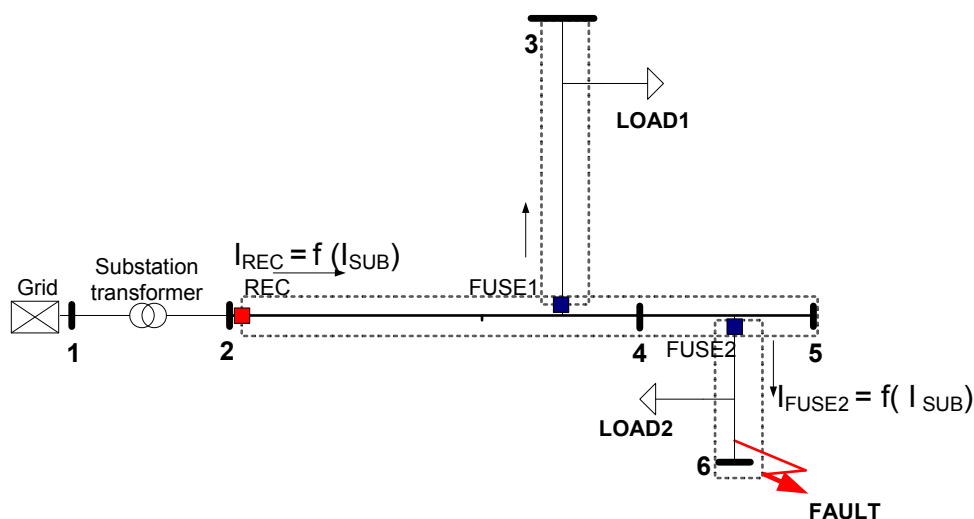 3
LOAD1
I_REC = f (I_SUB)
Substation
transformer
REC
FUSE1
Grid
1
2
4
FUSE2
5
I_FUSE2 = f( I_SUB)
LOAD2
6
FAULT